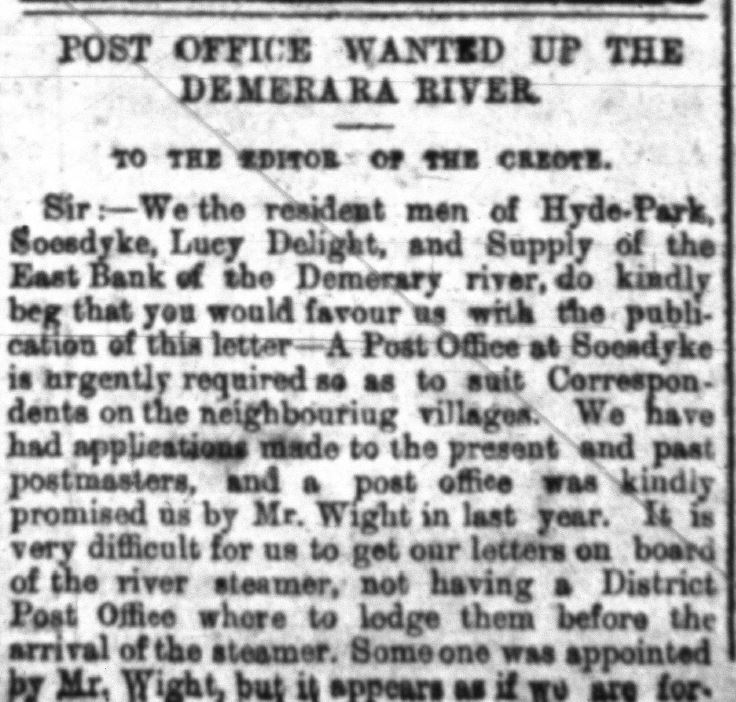 POST OFFICE WANTED UP THE
DEMERARA RIVER.
TO THE EDITOR OF THE CREOTE.
Sir:—We the resident men of Hyde-Park,
Soesdyke, Lucy Delight, and Supply of the
East Bank of the Demerary river, do kindly
beg that you would favour us with the publi-
cation of this letter—A Post Office at Soesdyke
is urgently required so as to suit Correspon-
dents on the neighbouriug villages. We have
had applications made to the present and past
postmasters, and a post office was kindly
promised us by Mr. Wight in last year. It is
very difficult for us to get our letters on board
of the river steamer, not having a District
Post Office where to lodge them before the
arrival of the steamer. Some one was appointed
by Mr. Wight, but it appears as if we are for-